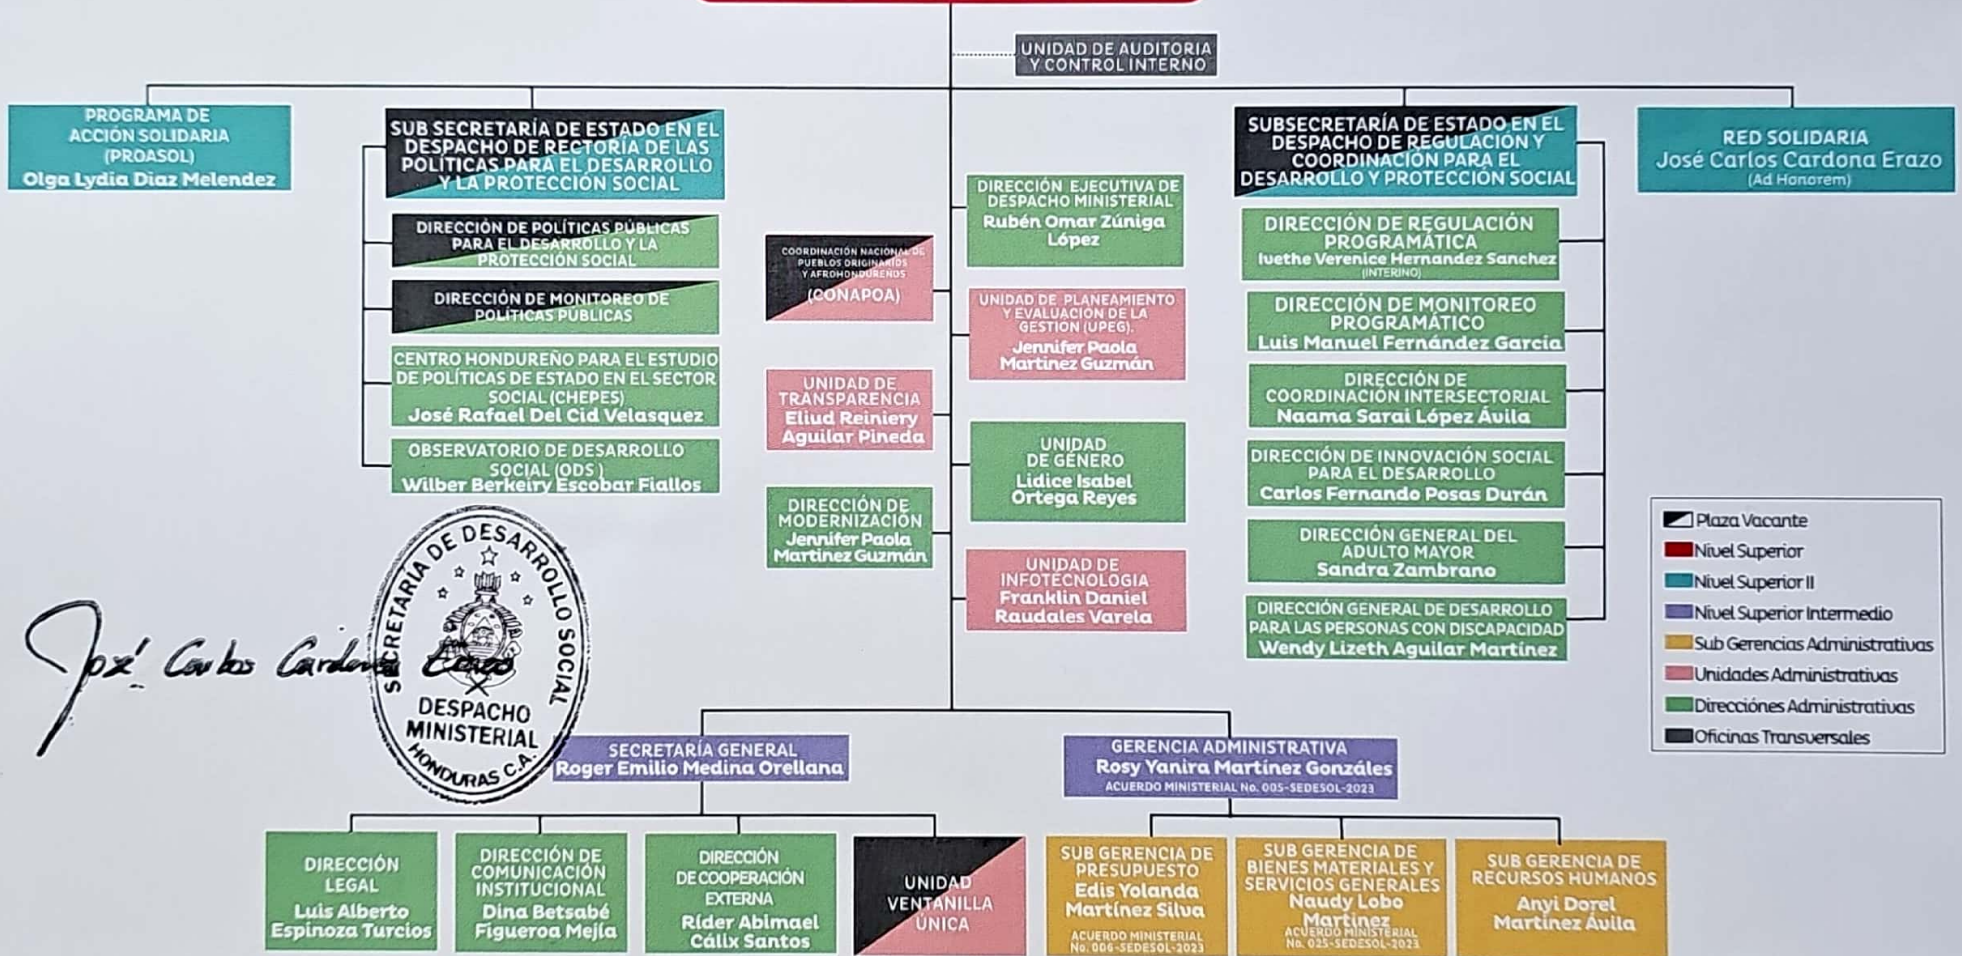 UNIDAD DE AUDITORIA
Y CONTROL INTERNO
PROGRAMA DE
ACCIÓN SOLIDARIA
(PROASOL)
Olga Lydia Diaz Melendez
SUB SECRETARÍA DE ESTADO EN EL
DESPACHO DE RECTORÍA DE LAS
POLÍTICAS PARA EL DESARROLLO
Y LA PROTECCIÓN SOCIAL
DIRECCIÓN DE POLÍTICAS PÚBLICAS
PARA EL DESARROLLO Y LA
PROTECCIÓN SOCIAL
DIRECCIÓN DE MONITOREO DE
POLÍTICAS PÚBLICAS
CENTRO HONDUREÑO PARA EL ESTUDIO
DE POLÍTICAS DE ESTADO EN EL SECTOR
SOCIAL (CHEPES)
José Rafael Del Cid Velasquez
OBSERVATORIO DE DESARROLLO
SOCIAL (ODS )
Wilber Berkeiry Escobar Fiallos
COORDINACIÓN NACIONAL DE
PUEBLOS ORIGINARIOS
Y AFROHONDUREÑOS
(CONAPOA)
UNIDAD DE
TRANSPARENCIA
Eliud Reiniery
Aguilar Pineda
DIRECCIÓN DE
MODERNIZACIÓN
Jennifer Paola
Martinez Guzmán
DIRECCIÓN EJECUTIVA DE
DESPACHO MINISTERIAL
Rubén Omar Zúniga
López
UNIDAD DE PLANEAMIENTO
Y EVALUACIÓN DE LA
GESTION (UPEG).
Jennifer Paola
Martinez Guzmán
UNIDAD
DE GÉNERO
Lidice Isabel
Ortega Reyes
UNIDAD DE
INFOTECNOLOGIA
Franklin Daniel
Raudales Varela
SUBSECRETARÍA DE ESTADO EN EL
DESPACHO DE REGULACIÓN Y
COORDINACIÓN PARA EL
DESARROLLO Y PROTECCIÓN SOCIAL
DIRECCIÓN DE REGULACIÓN
PROGRAMÁTICA
Ivethe Verenice Hernandez Sanchez
(INTERINO)
DIRECCIÓN DE MONITOREO
PROGRAMÁTICO
Luis Manuel Fernández García
DIRECCIÓN DE
COORDINACIÓN INTERSECTORIAL
Naama Sarai López Ávila
DIRECCIÓN DE INNOVACIÓN SOCIAL
PARA EL DESARROLLO
Carlos Fernando Posas Durán
DIRECCIÓN GENERAL DEL
ADULTO MAYOR
Sandra Zambrano
DIRECCIÓN GENERAL DE DESARROLLO
PARA LAS PERSONAS CON DISCAPACIDAD
Wendy Lizeth Aguilar Martínez
RED SOLIDARIA
José Carlos Cardona Erazo
(Ad Honorem)
Plaza Vacante
Nivel Superior
Nivel Superior II
Nivel Superior Intermedio
Sub Gerencias Administrativas
Unidades Administrativas
Direcciónes Administrativas
Oficinas Transversales
José Carlos Cardona Erazo
SECRETARÍA DE DESARROLLO SOCIAL
DESPACHO
MINISTERIAL
HONDURAS C.A.
SECRETARÍA GENERAL
Roger Emilio Medina Orellana
GERENCIA ADMINISTRATIVA
Rosy Yanira Martínez Gonzáles
ACUERDO MINISTERIAL No. 005-SEDESOL-2023
DIRECCIÓN
LEGAL
Luis Alberto
Espinoza Turcios
DIRECCIÓN DE
COMUNICACIÓN
INSTITUCIONAL
Dina Betsabé
Figueroa Mejía
DIRECCIÓN
DE COOPERACIÓN
EXTERNA
Ríder Abimael
Cálix Santos
UNIDAD
VENTANILLA
ÚNICA
SUB GERENCIA DE
PRESUPUESTO
Edis Yolanda
Martínez Silva
ACUERDO MINISTERIAL
No. 006-SEDESOL-2023
SUB GERENCIA DE
BIENES MATERIALES Y
SERVICIOS GENERALES
Naudy Lobo
Martinez
ACUERDO MINISTERIAL
No. 025-SEDESOL-2023
SUB GERENCIA DE
RECURSOS HUMANOS
Anyi Dorel
Martínez Ávila